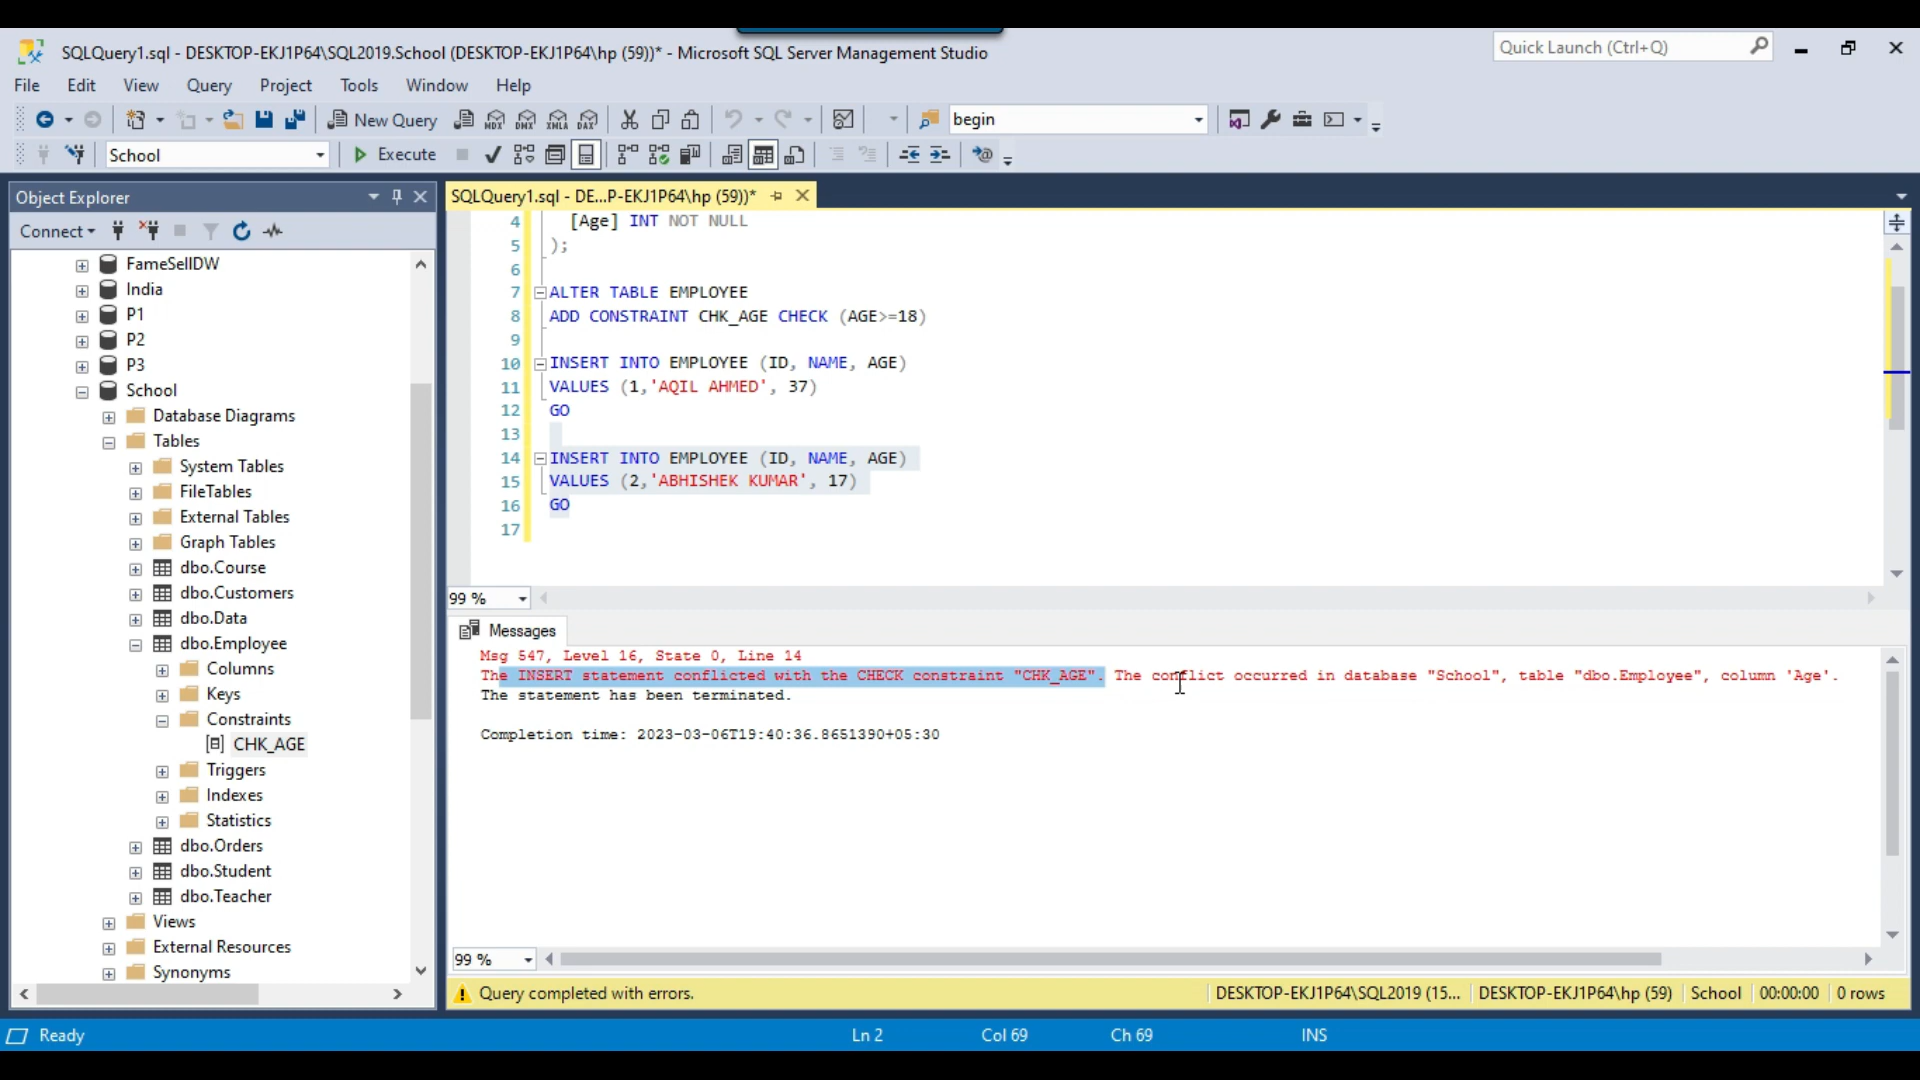 SQLQuery1.sql - DESKTOP-EKJ1P64\SQL2019.School (DESKTOP-EKJ1P64\hp (59))* - Microsoft SQL Server Management Studio
Quick Launch (Ctrl+Q)
File Edit View Query Project Tools Window Help
New Query
MDX
DMX
XMLA
DAX
begin
School
Execute
Object Explorer
Connect
FameSellDW
India
P1
P2
P3
School
Database Diagrams
Tables
System Tables
FileTables
External Tables
Graph Tables
dbo.Course
dbo.Customers
dbo.Data
dbo.Employee
Columns
Keys
Constraints
CHK_AGE
Triggers
Indexes
Statistics
dbo.Orders
dbo.Student
dbo.Teacher
Views
External Resources
Synonyms
SQLQuery1.sql - DE...P-EKJ1P64\hp (59))*
4 [Age] INT NOT NULL
5 );
6
7 ALTER TABLE EMPLOYEE
8 ADD CONSTRAINT CHK_AGE CHECK (AGE>=18)
9
10 INSERT INTO EMPLOYEE (ID, NAME, AGE)
11 VALUES (1,'AQIL AHMED', 37)
12 GO
13
14 INSERT INTO EMPLOYEE (ID, NAME, AGE)
15 VALUES (2,'ABHISHEK KUMAR', 17)
16 GO
17
99 %
Messages
Msg 547, Level 16, State 0, Line 14
The INSERT statement conflicted with the CHECK constraint "CHK_AGE". The conflict occurred in database "School", table "dbo.Employee", column 'Age'.
The statement has been terminated.
Completion time: 2023-03-06T19:40:36.8651390+05:30
99 %
Query completed with errors.
DESKTOP-EKJ1P64\SQL2019 (15... DESKTOP-EKJ1P64\hp (59) School 00:00:00 0 rows
Ready Ln 2 Col 69 Ch 69 INS